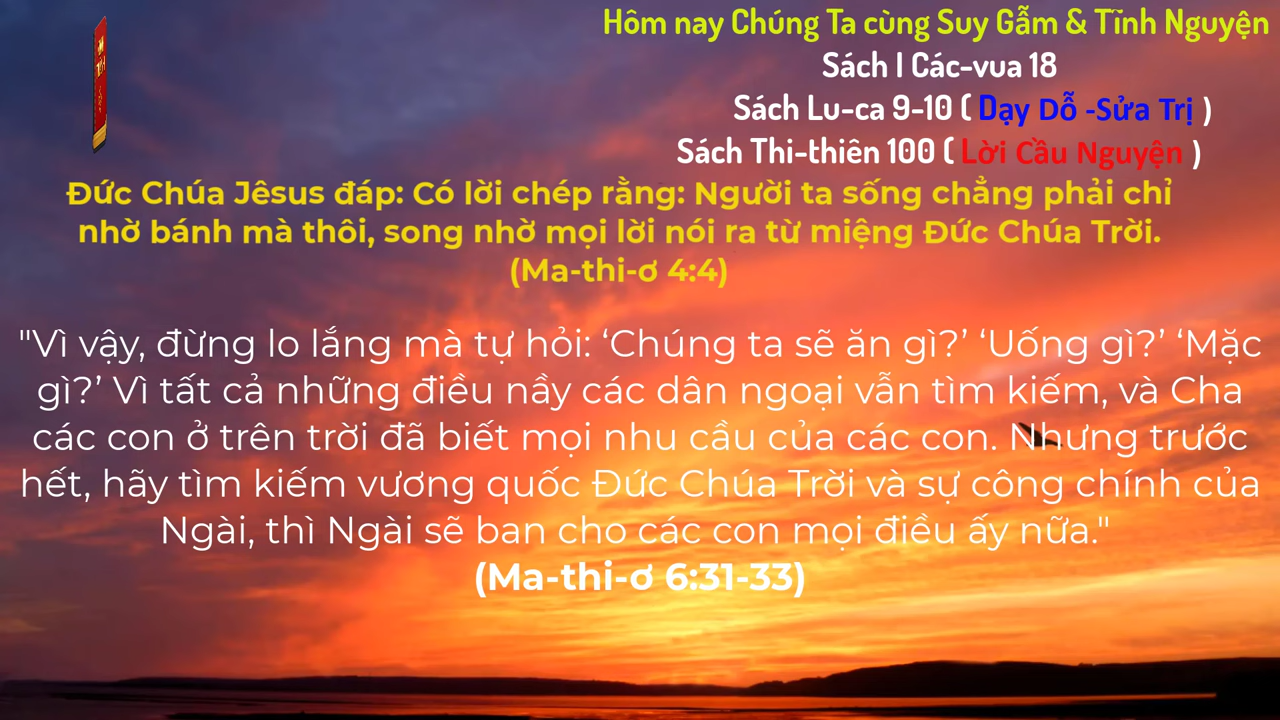 Hôm nay Chúng Ta cùng Suy Gẫm & Tĩnh Nguyện
Sách I Các-vua 18
Sách Lu-ca 9-10 ( Dạy Dỗ -Sửa Trị )
Sách Thi-thiên 100 ( Lời Cầu Nguyện )
Đức Chúa Jêsus đáp: Có lời chép rằng: Người ta sống chẳng phải chỉ
nhờ bánh mà thôi, song nhờ mọi lời nói ra từ miệng Đức Chúa Trời.
(Ma-thi-ơ 4:4)
"Vì vậy, đừng lo lắng mà tự hỏi: ‘Chúng ta sẽ ăn gì?’ ‘Uống gì?’ ‘Mặc
gì?’ Vì tất cả những điều nầy các dân ngoại vẫn tìm kiếm, và Cha
các con ở trên trời đã biết mọi nhu cầu của các con. Nhưng trước
hết, hãy tìm kiếm vương quốc Đức Chúa Trời và sự công chính của
Ngài, thì Ngài sẽ ban cho các con mọi điều ấy nữa."
(Ma-thi-ơ 6:31-33)